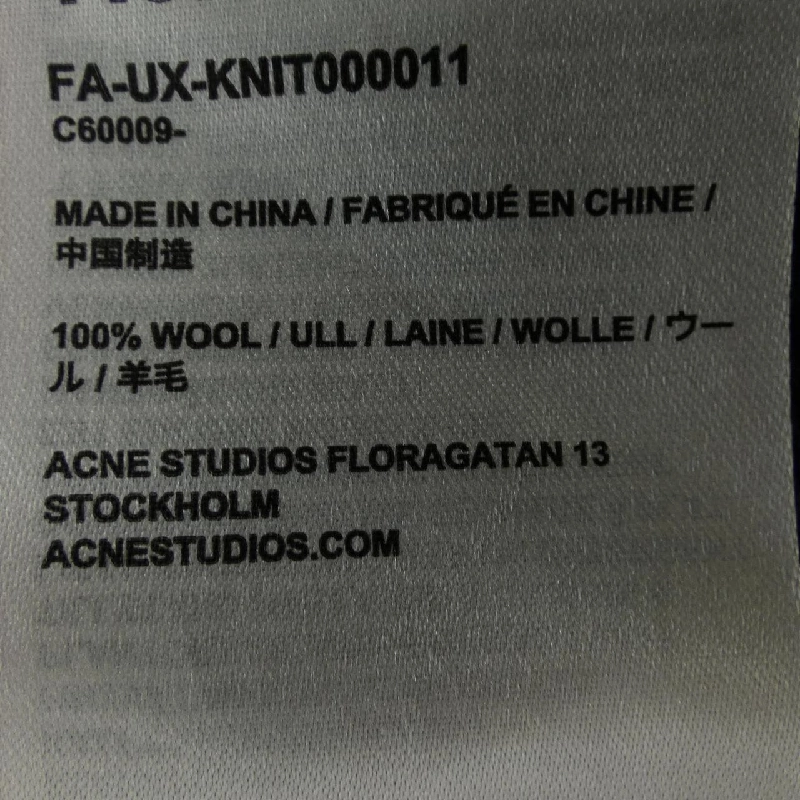 FA-UX-KNIT000011
C60009-
MADE IN CHINA / FABRIQUÉ EN CHINE /
中国制造
100% WOOL / ULL / LAINE / WOLLE / ウー
ル / 羊毛
ACNE STUDIOS FLORAGATAN 13
STOCKHOLM
ACNESTUDIOS.COM